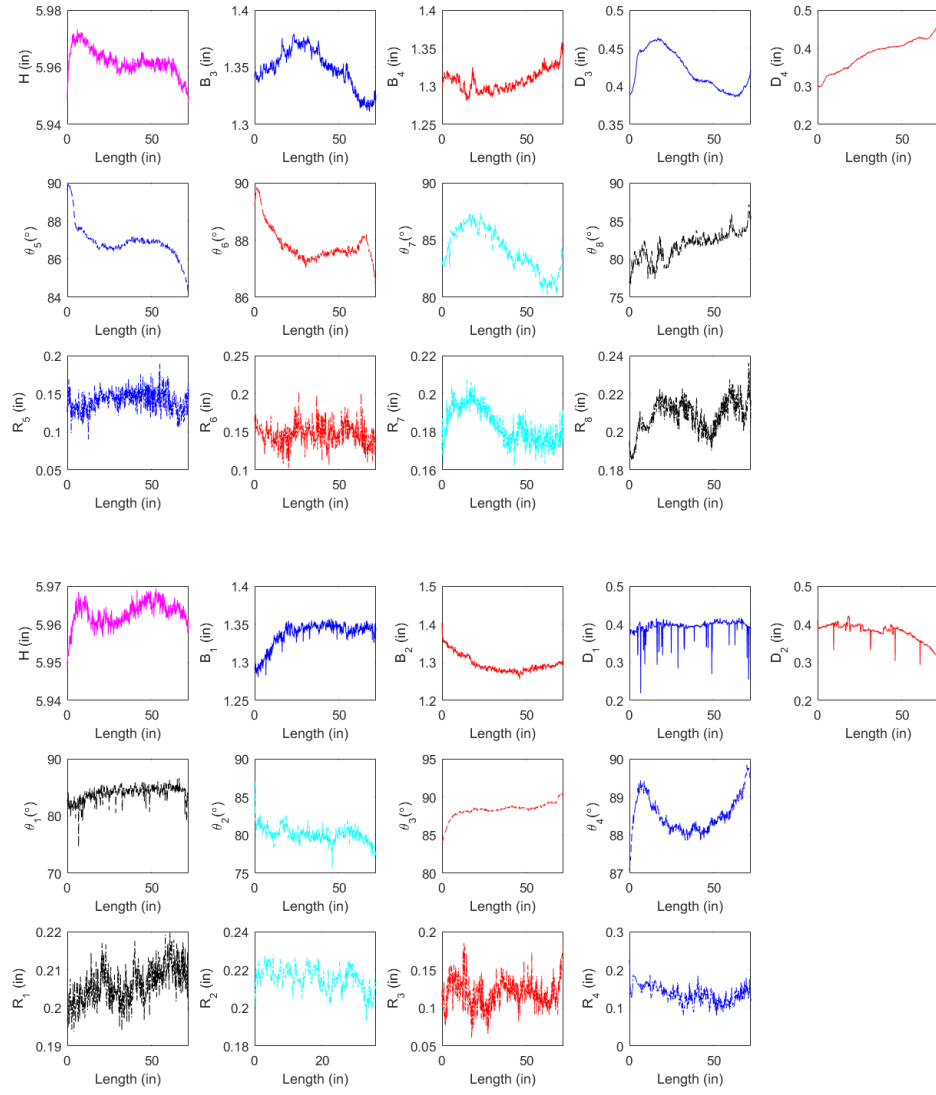 5.98
5.96
5.94
H (in)
0
50
Length (in)
1.4
1.35
1.3
B3 (in)
0
50
Length (in)
1.4
1.35
1.3
1.25
B4 (in)
0
50
Length (in)
0.5
0.45
0.4
0.35
D3 (in)
0
50
Length (in)
0.5
0.4
0.3
0.2
D4 (in)
0
50
Length (in)
90
88
86
84
θ5(°)
0
50
Length (in)
90
88
86
θ6(°)
0
50
Length (in)
90
85
80
θ7(°)
0
50
Length (in)
90
85
80
75
θ8(°)
0
50
Length (in)
0.2
0.15
0.1
0.05
R5 (in)
0
50
Length (in)
0.25
0.2
0.15
0.1
R6 (in)
0
50
Length (in)
0.22
0.2
0.18
0.16
R7 (in)
0
50
Length (in)
0.24
0.22
0.2
0.18
R8 (in)
0
50
Length (in)
5.97
5.96
5.95
5.94
H (in)
0
50
Length (in)
1.4
1.35
1.3
1.25
B1 (in)
0
50
Length (in)
1.5
1.4
1.3
1.2
B2 (in)
0
50
Length (in)
0.5
0.4
0.3
0.2
D1 (in)
0
50
Length (in)
0.5
0.4
0.3
0.2
D2 (in)
0
50
Length (in)
90
80
70
θ1(°)
0
50
Length (in)
90
85
80
75
θ2(°)
0
50
Length (in)
95
90
85
80
θ3(°)
0
50
Length (in)
90
89
88
87
θ4(°)
0
50
Length (in)
0.22
0.21
0.2
0.19
R1 (in)
0
50
Length (in)
0.24
0.22
0.2
0.18
R2 (in)
0
20
Length (in)
0.2
0.15
0.1
0.05
R3 (in)
0
50
Length (in)
0.3
0.2
0.1
0
R4 (in)
0
50
Length (in)